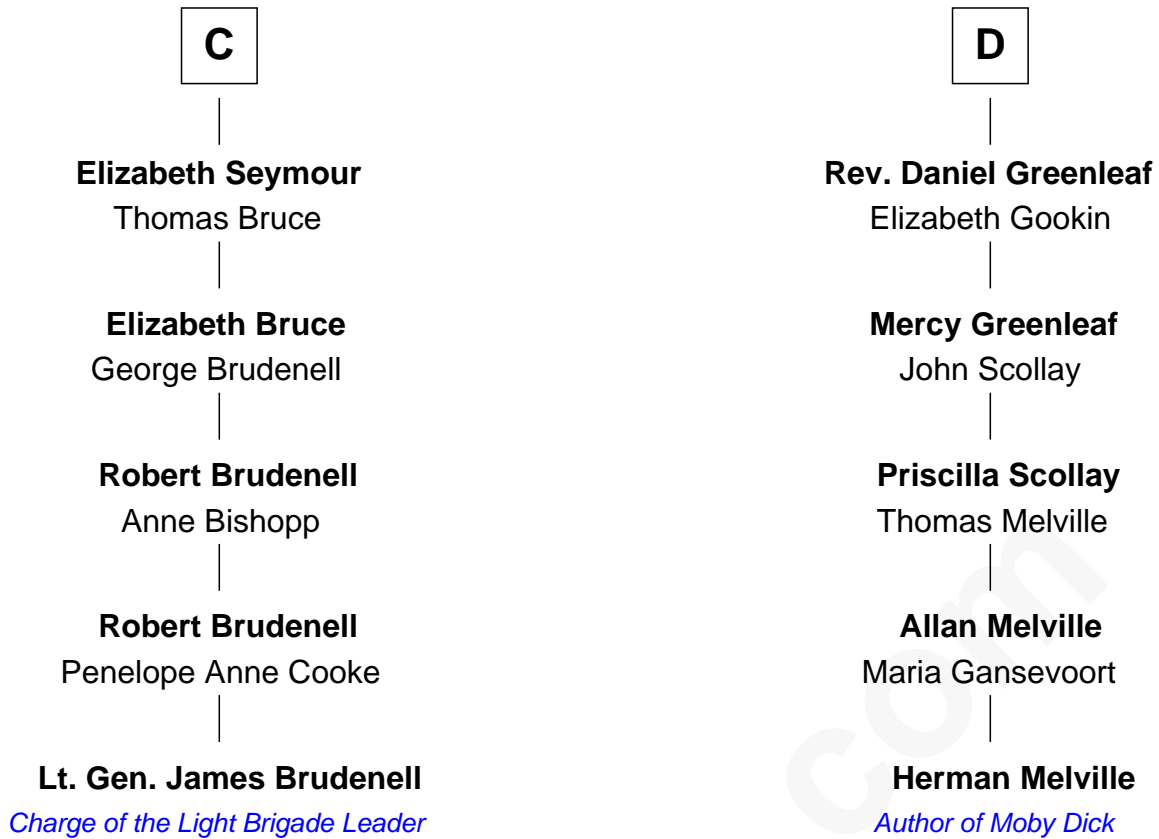 C
D
Elizabeth Seymour
Thomas Bruce
Rev. Daniel Greenleaf
Elizabeth Gookin
Elizabeth Bruce
George Brudenell
Mercy Greenleaf
John Scollay
Robert Brudenell
Anne Bishopp
Priscilla Scollay
Thomas Melville
Robert Brudenell
Penelope Anne Cooke
Allan Melville
Maria Gansevoort
Lt. Gen. James Brudenell
Charge of the Light Brigade Leader
Herman Melville
Author of Moby Dick
com